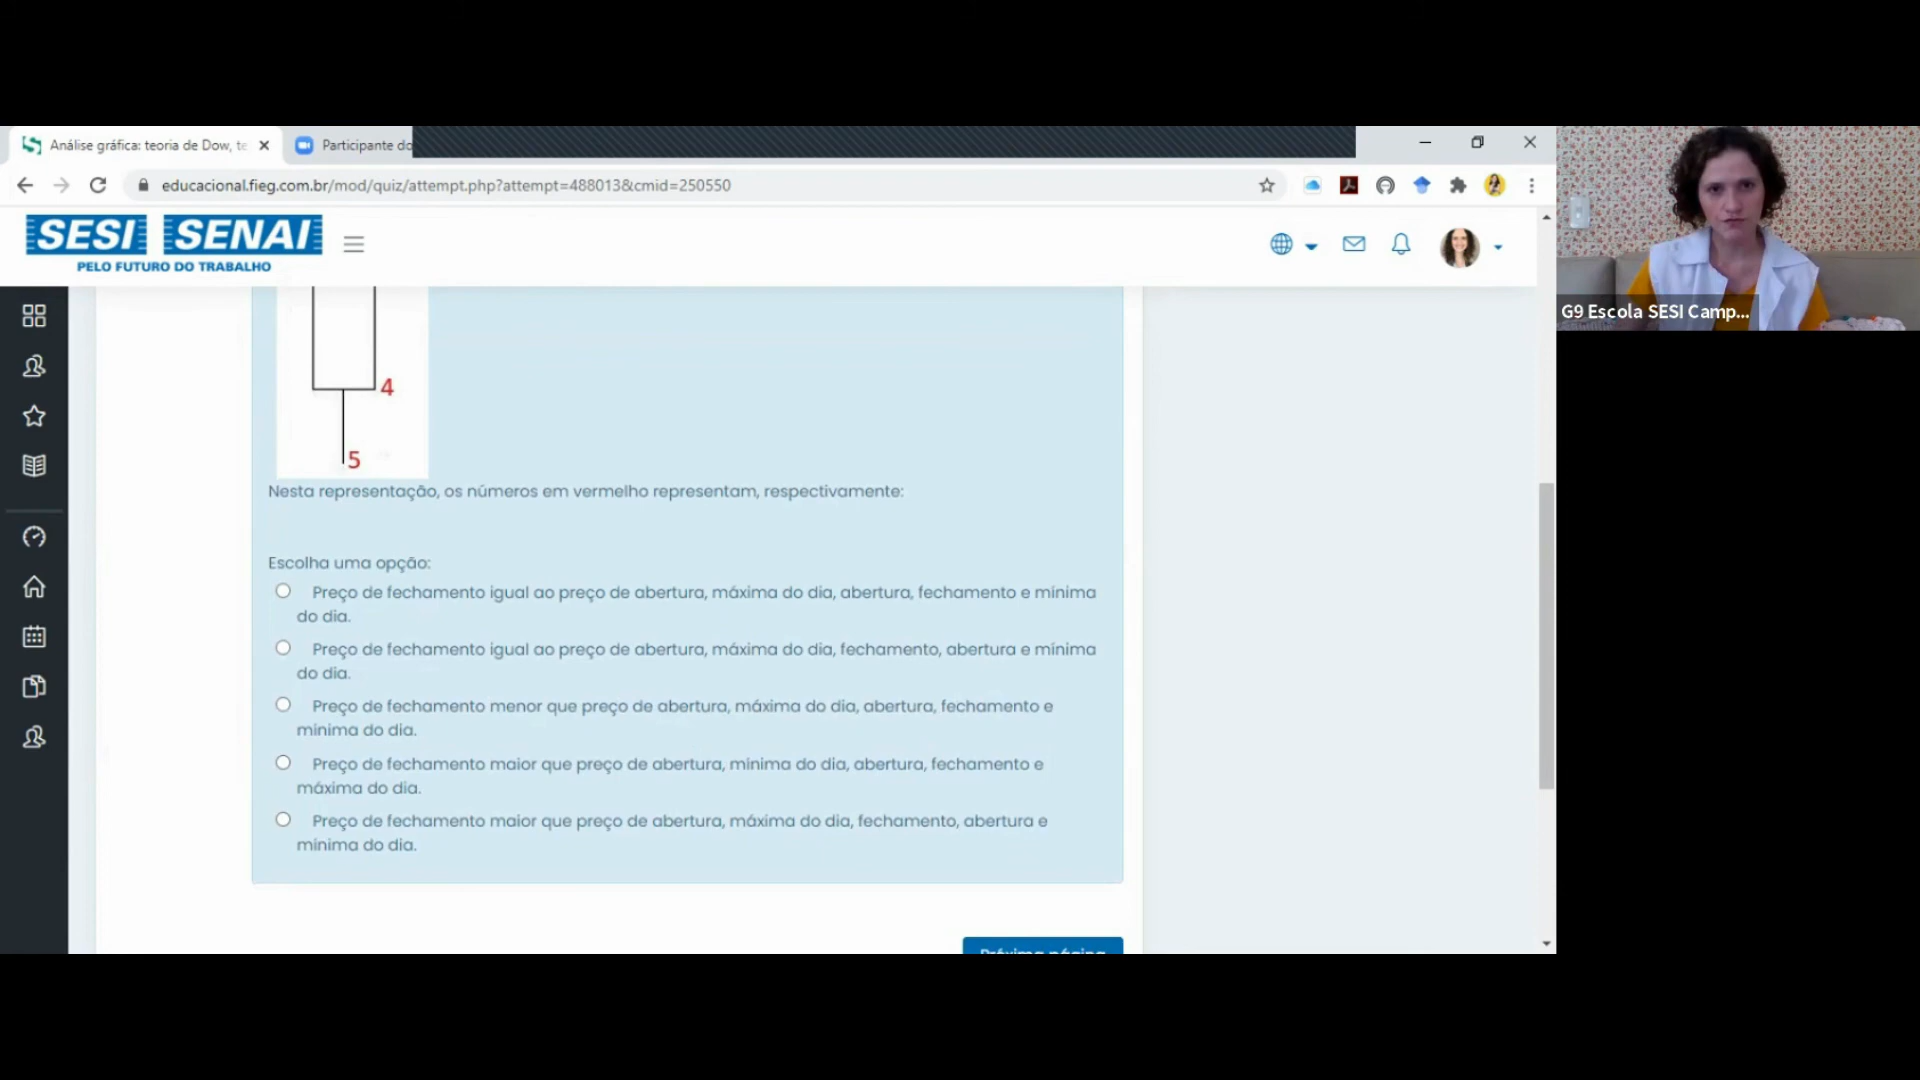 Análise gráfica: teoria de Dow, te
Participante do
educacional.fieg.com.br/mod/quiz/attempt.php?attempt=488013&cmid=250550
SESI SENAI
PELO FUTURO DO TRABALHO
G9 Escola SESI Camp...
4
5
Nesta representação, os números em vermelho representam, respectivamente:
Escolha uma opção:
Preço de fechamento igual ao preço de abertura, máxima do dia, abertura, fechamento e mínima
do dia.
Preço de fechamento igual ao preço de abertura, máxima do dia, fechamento, abertura e mínima
do dia.
Preço de fechamento menor que preço de abertura, máxima do dia, abertura, fechamento e
mínima do dia.
Preço de fechamento maior que preço de abertura, mínima do dia, abertura, fechamento e
máxima do dia.
Preço de fechamento maior que preço de abertura, máxima do dia, fechamento, abertura e
mínima do dia.
Próxima página